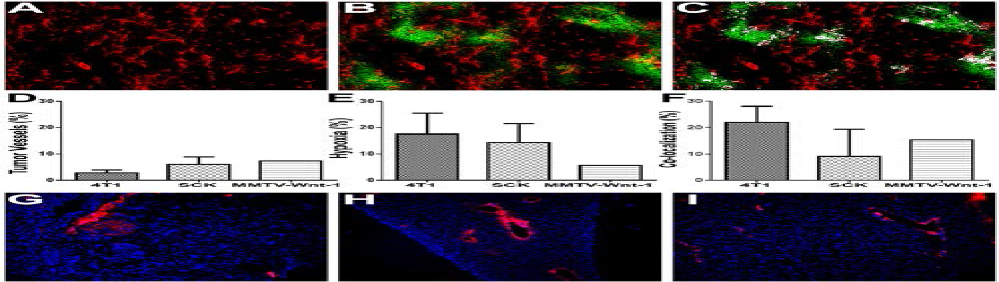 A
B
C
D
Tumor Vessels (%)
30
20
10
0
4T1
SCK
MMTV-Wnt-1
E
Hypoxia (%)
30
20
10
0
4T1
SCK
MMTV-Wnt-1
F
Co-localization (%)
30
20
10
0
4T1
SCK
MMTV-Wnt-1
G
H
I